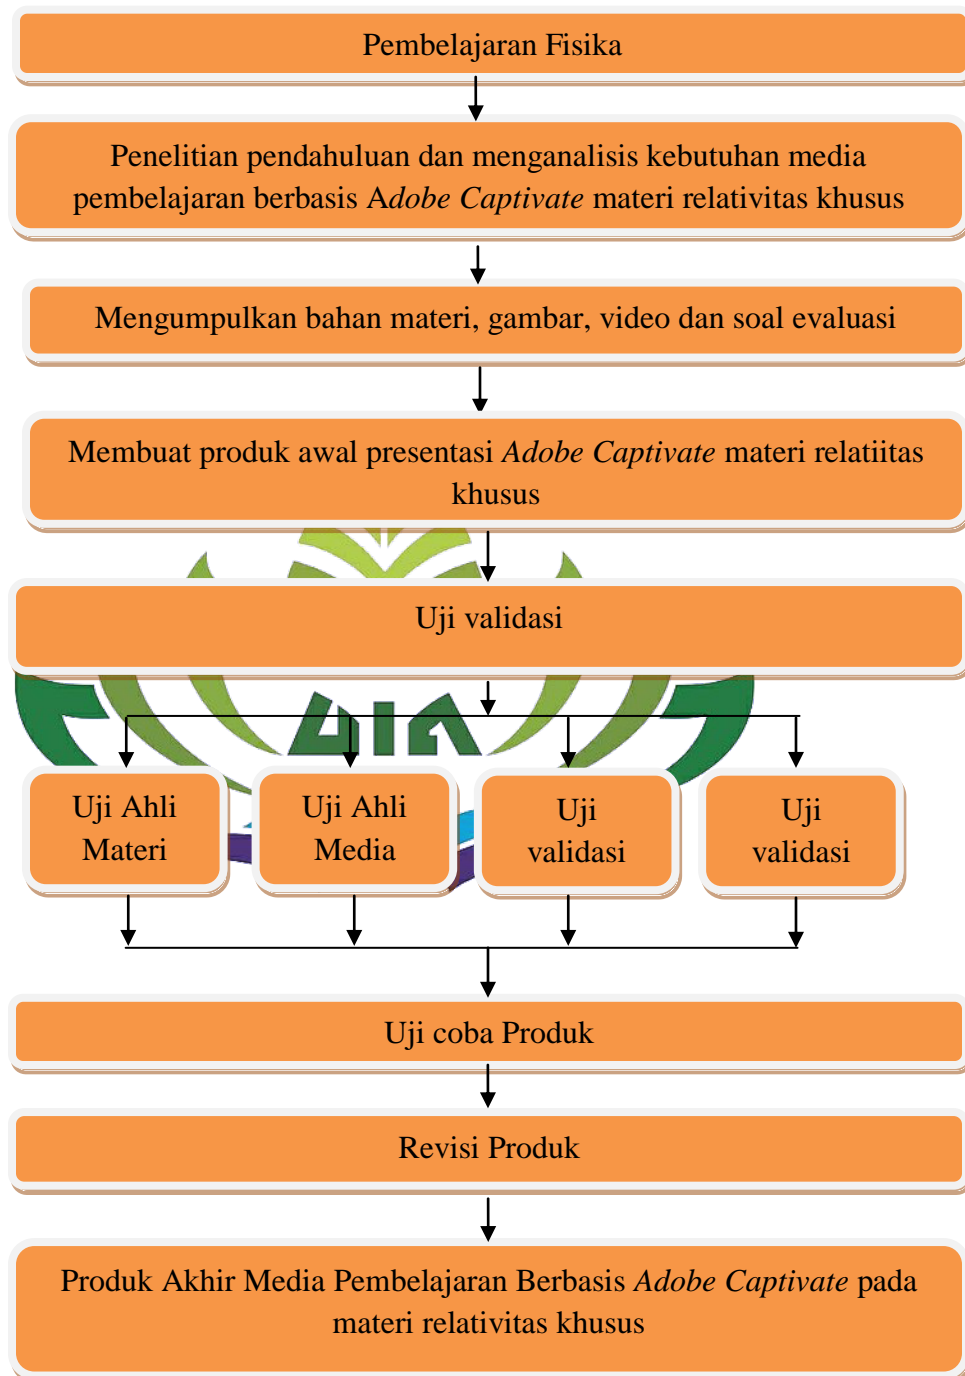 Pembelajaran Fisika
Penelitian pendahuluan dan menganalisis kebutuhan media
pembelajaran berbasis Adobe Captivate materi relativitas khusus
Mengumpulkan bahan materi, gambar, video dan soal evaluasi
Membuat produk awal presentasi Adobe Captivate materi relatiitas
khusus
Uji validasi
Uji Ahli
Materi
Uji Ahli
Media
Uji
validasi
Uji
validasi
Uji coba Produk
Revisi Produk
Produk Akhir Media Pembelajaran Berbasis Adobe Captivate pada
materi relativitas khusus